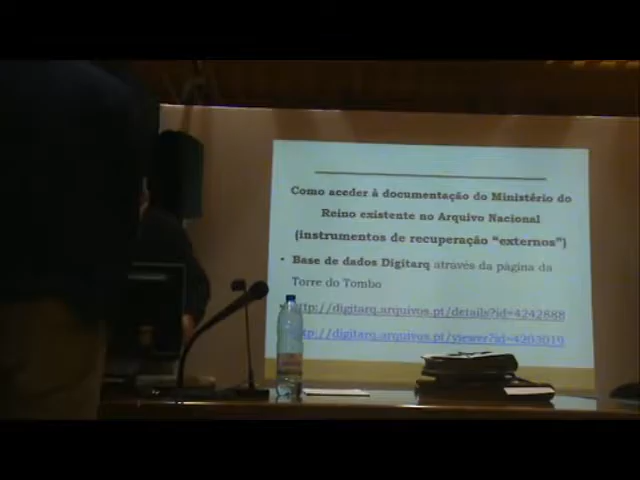 Como aceder à documentação do Ministério do
Reino existente no Arquivo Nacional
(instrumentos de recuperação “externos”)
• Base de dados Digitarq através da página da
Torre do Tombo
ttp://digitarq.arquivos.pt/details?id=4242888
ttp://digitarq.arquivos.pt/viewer?id=4203019